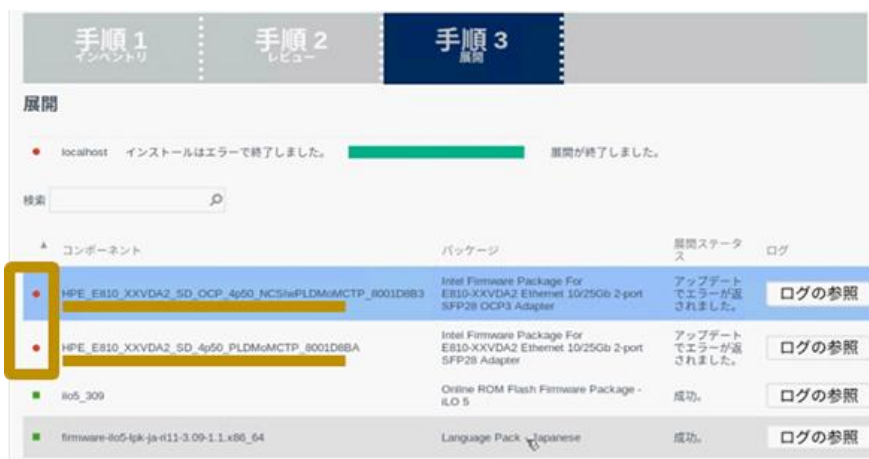 手順 1
インベントリ
手順 2
レビュー
手順 3
展開
展開
localhost インストールはエラーで終了しました。 展開が終了しました。
検索
コンポーネント パッケージ 展開ステータス ログ
HPE_E810_XXVDA2_SD_OCP_4p50_NCSIwPLDMoMCTP_8001D8B3
Intel Firmware Package For
E810-XXVDA2 Ethernet 10/25Gb 2-port
SFP28 OCP3 Adapter
アップデート
でエラーが返
されました。
ログの参照
HPE_E810_XXVDA2_SD_4p50_PLDMoMCTP_8001D8BA
Intel Firmware Package For
E810-XXVDA2 Ethernet 10/25Gb 2-port
SFP28 Adapter
アップデート
でエラーが返
されました。
ログの参照
ilo5_309
Online ROM Flash Firmware Package -
iLO 5
成功。
ログの参照
firmware-ilo5-lpk-ja-ri11-3.09-1.1.x86_64
Language Pack - Japanese
成功。
ログの参照